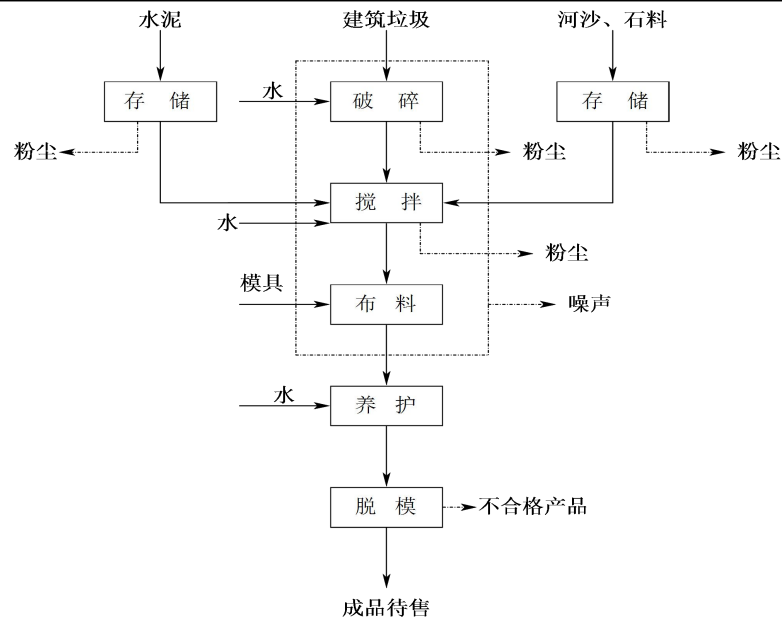 水泥 建筑垃圾 河沙、石料
存 储 水 破 碎 存 储
粉尘 粉尘 粉尘
搅 拌
水
粉尘
模具
布 料 噪声
水
养 护
脱 模 不合格产品
成品待售